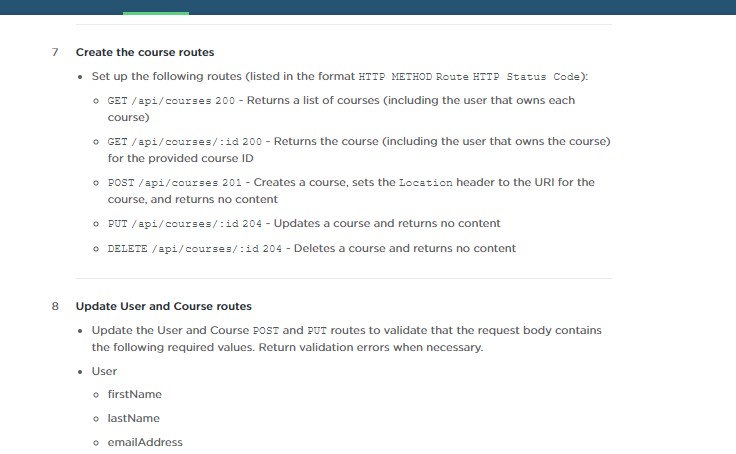 7 Create the course routes
• Set up the following routes (listed in the format HTTP METHOD Route HTTP Status Code):
o GET /api/courses 200 - Returns a list of courses (including the user that owns each
course)
o GET /api/courses/:id 200 - Returns the course (including the user that owns the course)
for the provided course ID
o POST /api/courses 201 - Creates a course, sets the Location header to the URI for the
course, and returns no content
o PUT /api/courses/:id 204 - Updates a course and returns no content
o DELETE /api/courses/:id 204 - Deletes a course and returns no content
8 Update User and Course routes
• Update the User and Course POST and PUT routes to validate that the request body contains
the following required values. Return validation errors when necessary.
• User
o firstName
o lastName
o emailAddress